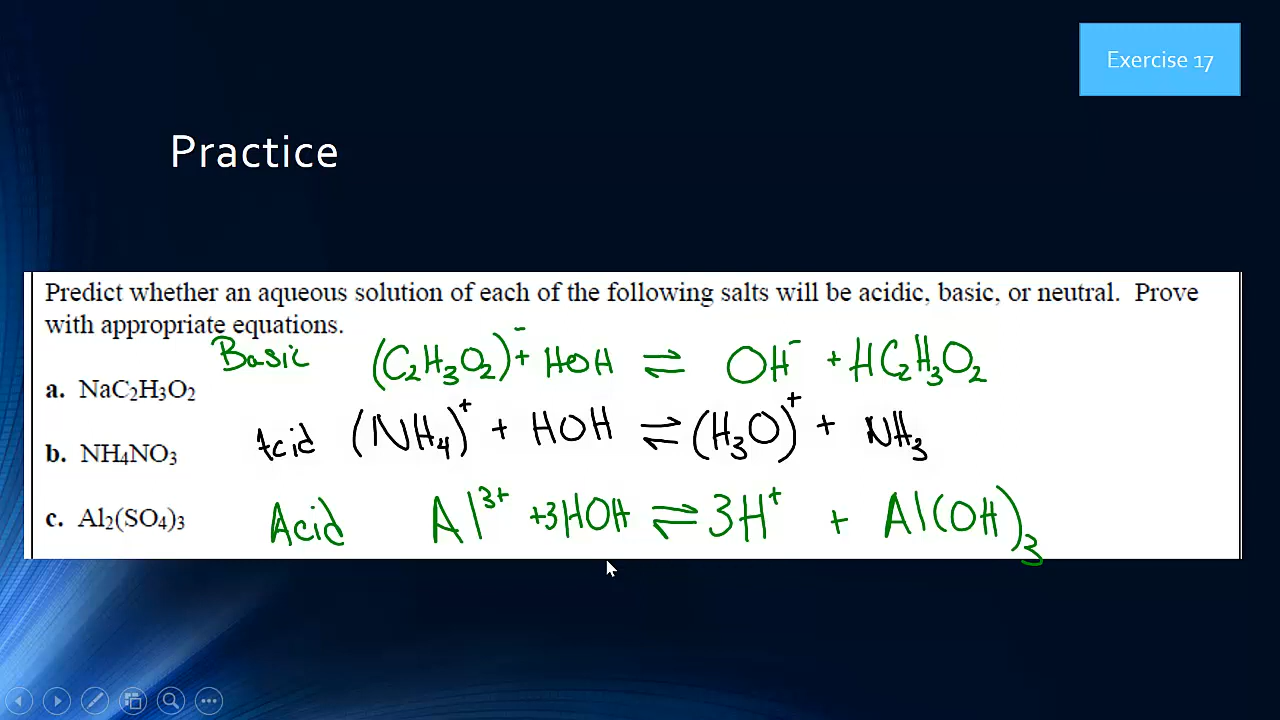 Exercise 17
Practice
Predict whether an aqueous solution of each of the following salts will be acidic, basic, or neutral. Prove
with appropriate equations.
Basic (C₂H₃O₂)⁻ + HOH ⇌ OH⁻ + HC₂H₃O₂
a. NaC₂H₃O₂
Acid (NH₄)⁺ + HOH ⇌ (H₃O)⁺ + NH₃
b. NH₄NO₃
c. Al₂(SO₄)₃ Acid Al³⁺ +3HOH ⇌ 3H⁺ + Al(OH)₃